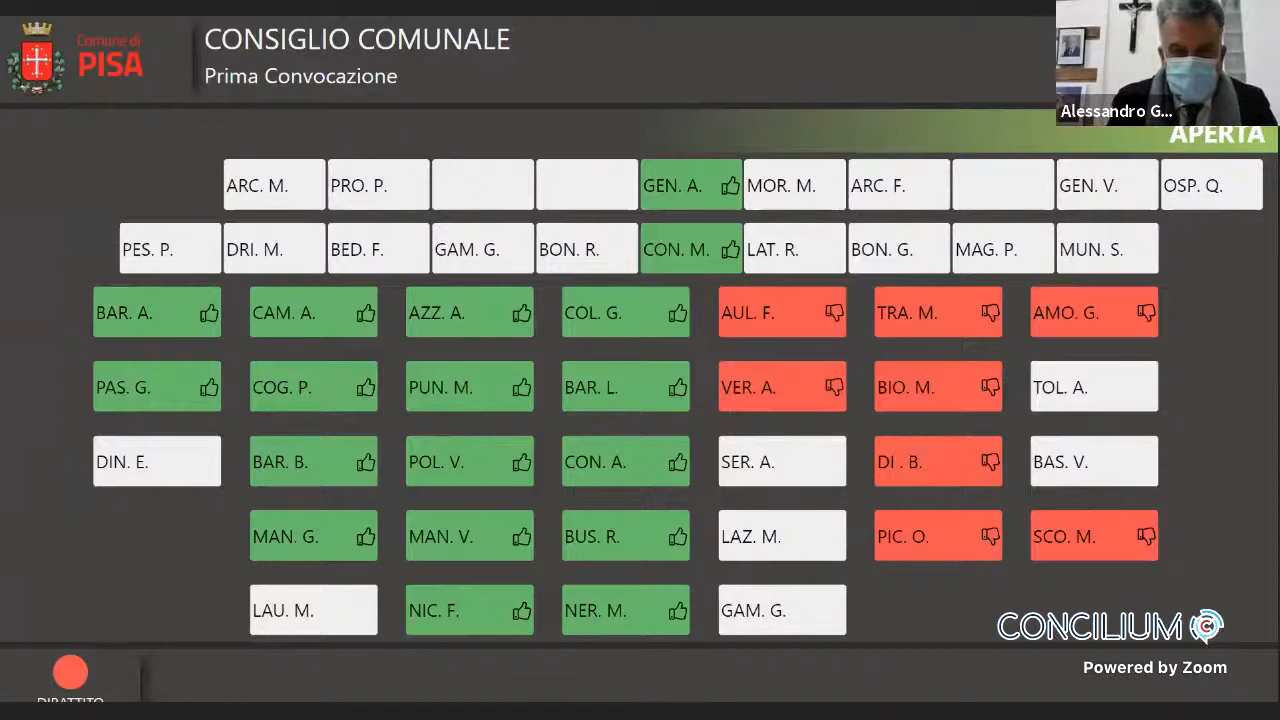 Comune di
PISA
CONSIGLIO COMUNALE
Prima Convocazione
Alessandro G...
APERTA
ARC. M. PRO. P. GEN. A. MOR. M. ARC. F. GEN. V. OSP. Q.
PES. P. DRI. M. BED. F. GAM. G. BON. R. CON. M. LAT. R. BON. G. MAG. P. MUN. S.
BAR. A. CAM. A. AZZ. A. COL. G. AUL. F. TRA. M. AMO. G.
PAS. G. COG. P. PUN. M. BAR. L. VER. A. BIO. M. TOL. A.
DIN. E. BAR. B. POL. V. CON. A. SER. A. DI . B. BAS. V.
MAN. G. MAN. V. BUS. R. LAZ. M. PIC. O. SCO. M.
LAU. M. NIC. F. NER. M. GAM. G.
CONCILIUM C
Powered by Zoom
DIBATTITO